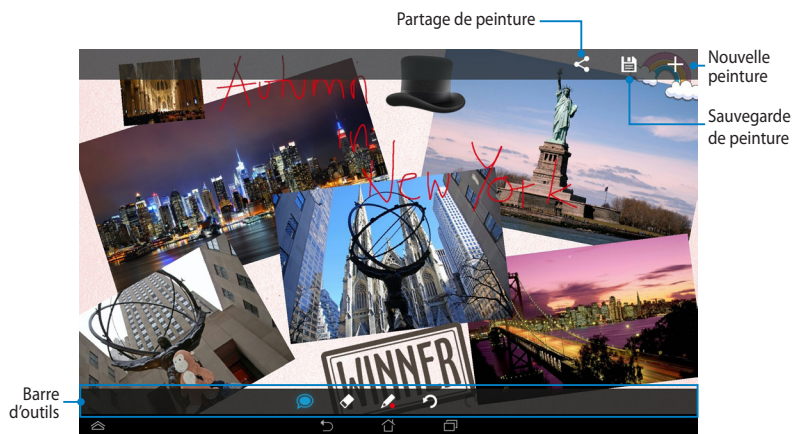 Partage de peinture
Nouvelle
peinture
Sauvegarde
de peinture
Autumn
in
New York
WINNER
Barre
d'outils